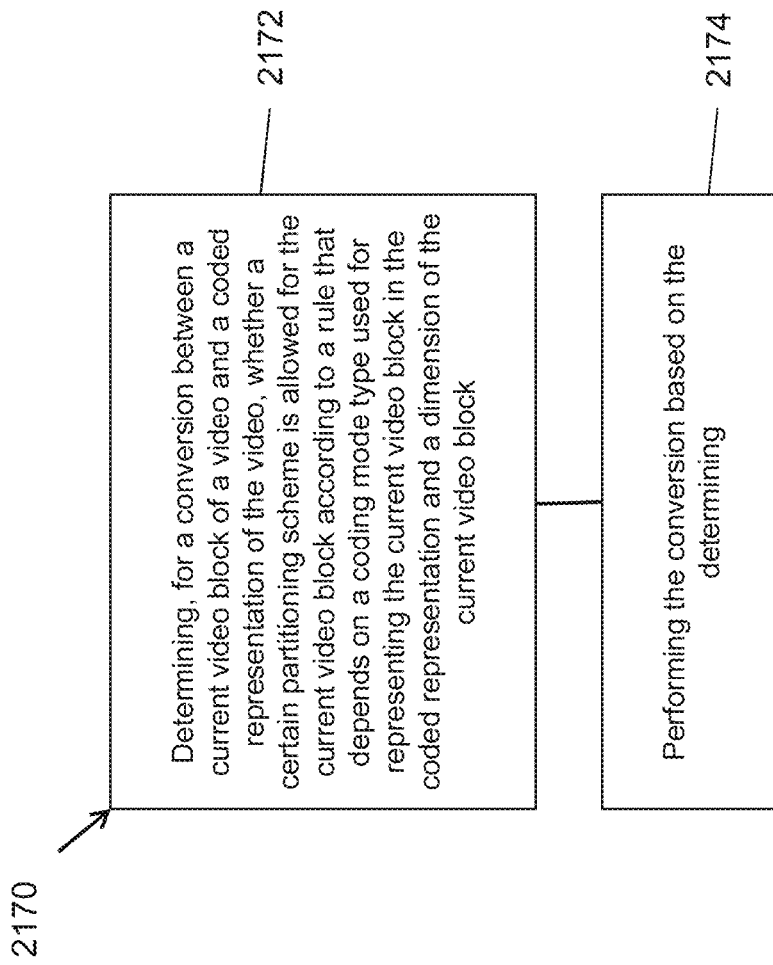 2170
Determining, for a conversion between a
current video block of a video and a coded
representation of the video, whether a
certain partitioning scheme is allowed for the
current video block according to a rule that
depends on a coding mode type used for
representing the current video block in the
coded representation and a dimension of the
current video block
2172
Performing the conversion based on the
determining
2174